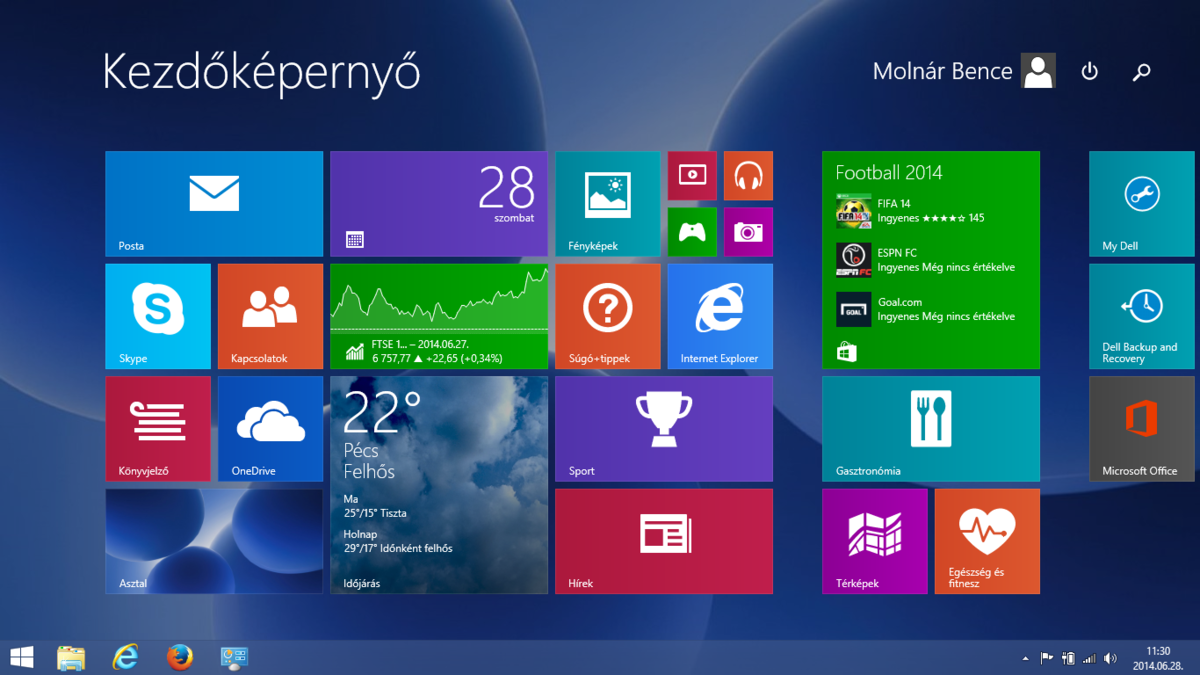 Kezdőképernyő
Molnár Bence
Posta
28
szombat
Fényképek
Football 2014
FIFA 14
Ingyenes ★★★★☆ 145
ESPN FC
Ingyenes Még nincs értékelve
Goal.com
Ingyenes Még nincs értékelve
My Dell
Skype
Kapcsolatok
FTSE 1... – 2014.06.27.
6 757,77 ▲ +22,65 (+0,34%)
Súgó+tippek
Internet Explorer
Dell Backup and
Recovery
Könyvjelző
OneDrive
22°
Pécs
Felhős
Ma
25°/15° Tiszta
Holnap
29°/17° Időnként felhős
Időjárás
Sport
Gasztronómia
Microsoft Office
Asztal
Hírek
Térképek
Egészség és
fitnesz
11:30
2014.06.28.